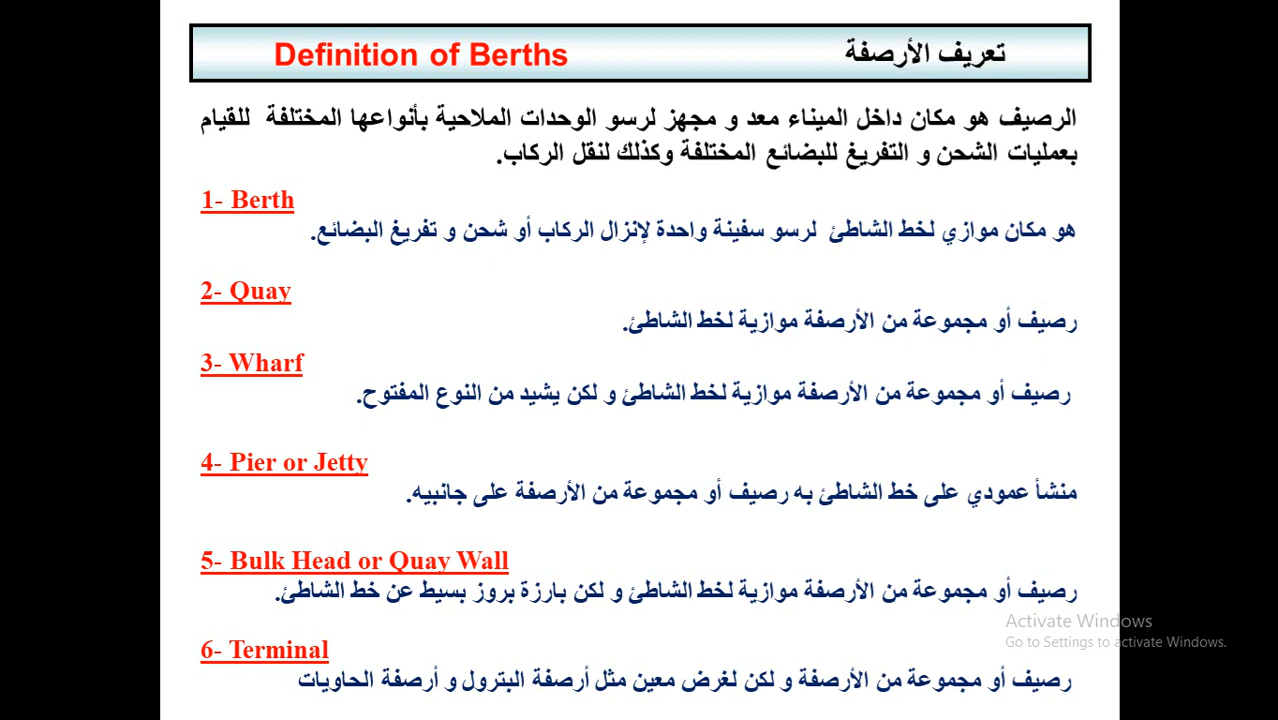 Definition of Berths تعريف الأرصفة
الرصيف هو مكان داخل الميناء معد و مجهز لرسو الوحدات الملاحية بأنواعها المختلفة للقيام
بعمليات الشحن و التفريغ للبضائع المختلفة وكذلك لنقل الركاب.
1- Berth
هو مكان موازي لخط الشاطئ لرسو سفينة واحدة لإنزال الركاب أو شحن و تفريغ البضائع.
2- Quay
رصيف أو مجموعة من الأرصفة موازية لخط الشاطئ.
3- Wharf
رصيف أو مجموعة من الأرصفة موازية لخط الشاطئ و لكن يشيد من النوع المفتوح.
4- Pier or Jetty
منشأ عمودي على خط الشاطئ به رصيف أو مجموعة من الأرصفة على جانبيه.
5- Bulk Head or Quay Wall
رصيف أو مجموعة من الأرصفة موازية لخط الشاطئ و لكن بارزة بروز بسيط عن خط الشاطئ.
Activate Windows
Go to Settings to activate Windows.
6- Terminal
رصيف أو مجموعة من الأرصفة و لكن لغرض معين مثل أرصفة البترول و أرصفة الحاويات